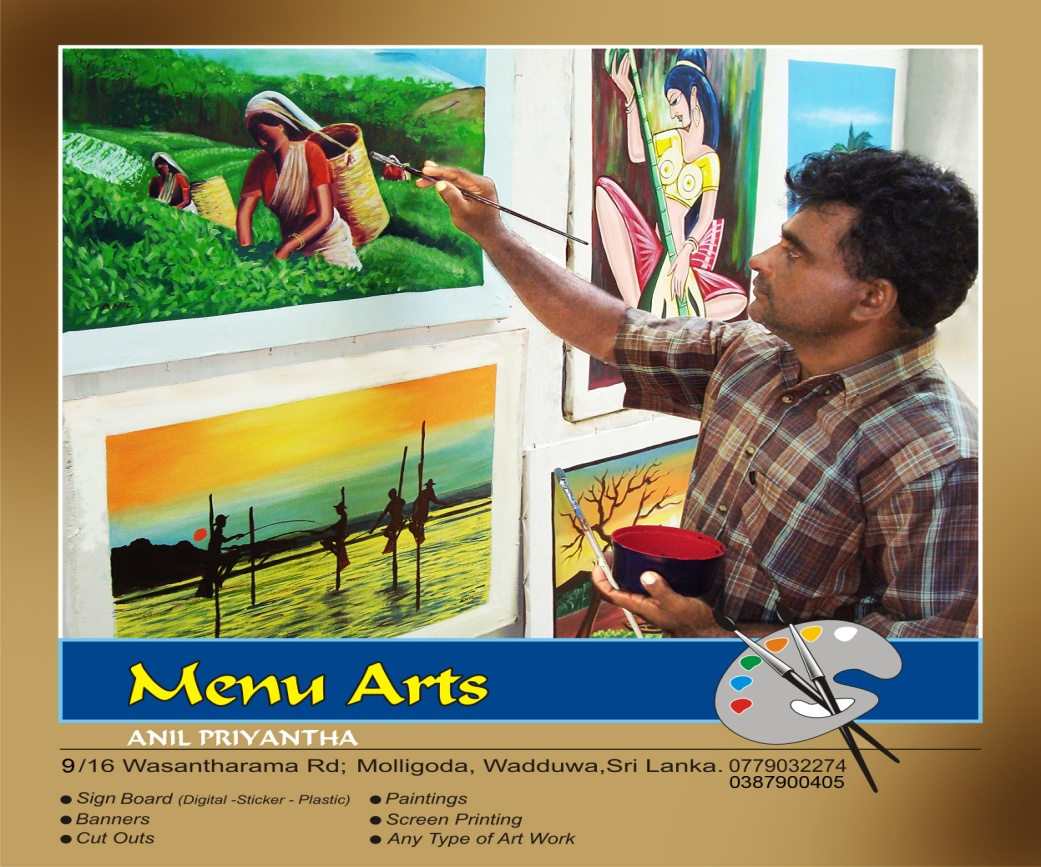 Menu Arts
ANIL PRIYANTHA
9/16 Wasantharama Rd; Molligoda, Wadduwa,Sri Lanka. 0779032274
0387900405
● Sign Board (Digital -Sticker - Plastic)
● Banners
● Cut Outs
● Paintings
● Screen Printing
● Any Type of Art Work